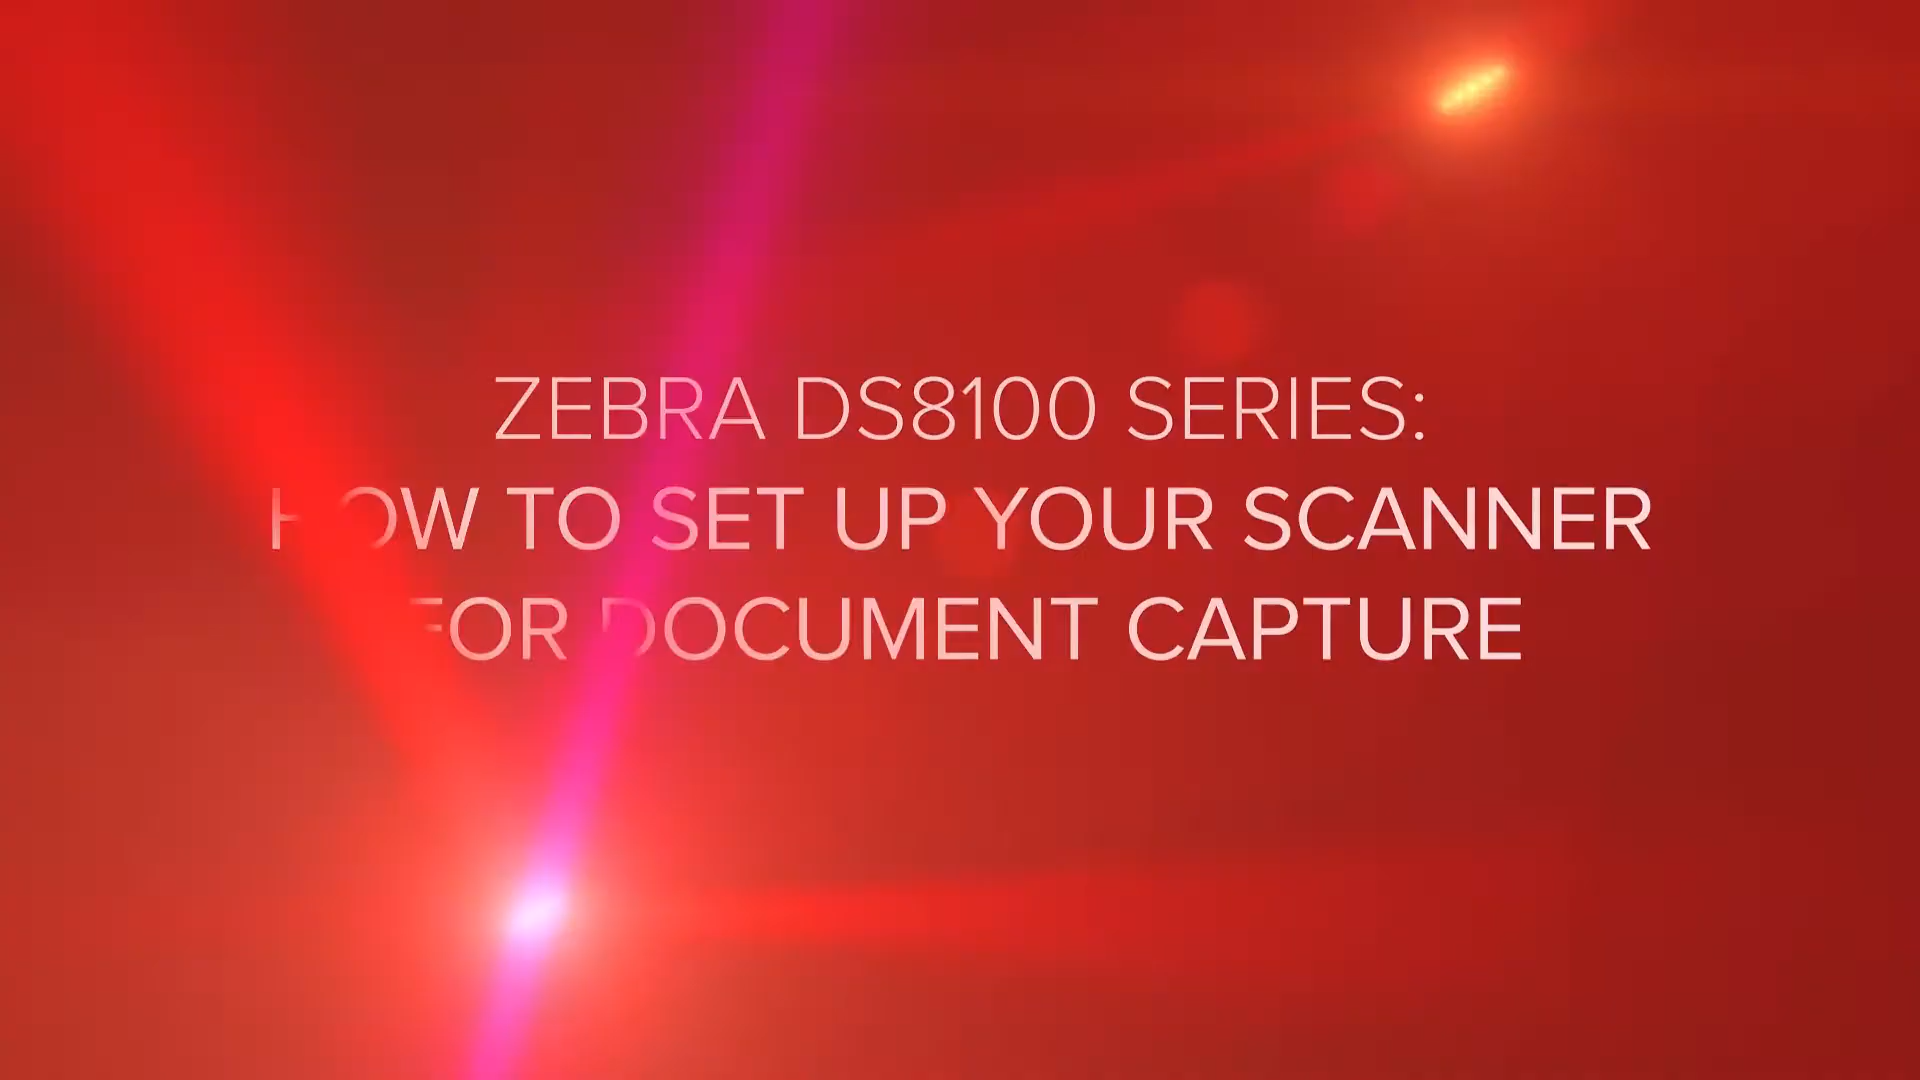 ZEBRA DS8100 SERIES:
HOW TO SET UP YOUR SCANNER
FOR DOCUMENT CAPTURE